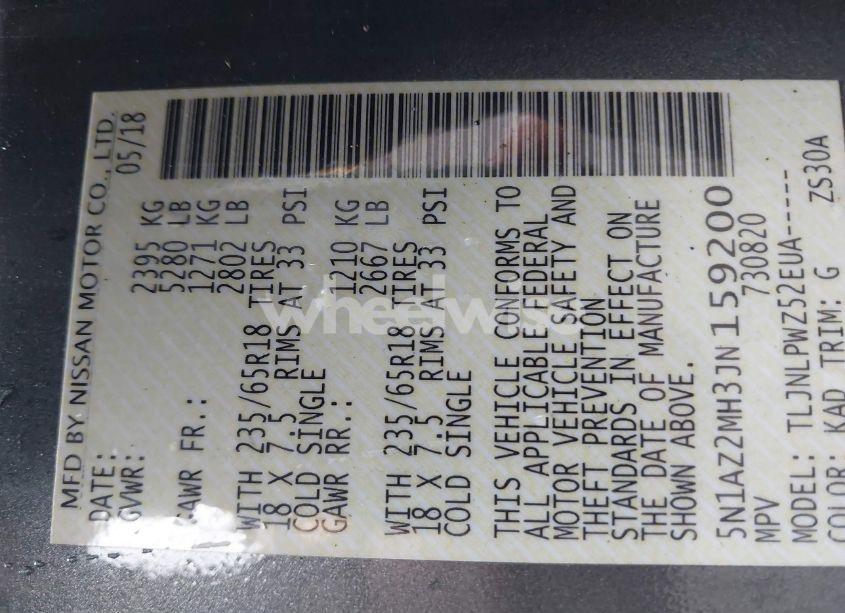 MFD BY NISSAN MOTOR CO., LTD.
DATE: 05/18
GVWR: 2395 KG
5280 LB
GAWR FR.: 1271 KG
2802 LB
WITH 235/65R18 TIRES
18 X 7.5 RIMS AT 33 PSI
COLD SINGLE
GAWR RR.: 1210 KG
2667 LB
WITH 235/65R18 TIRES
18 X 7.5 RIMS AT 33 PSI
COLD SINGLE
THIS VEHICLE CONFORMS TO
ALL APPLICABLE FEDERAL
MOTOR VEHICLE SAFETY AND
THEFT PREVENTION
STANDARDS IN EFFECT ON
THE DATE OF MANUFACTURE
SHOWN ABOVE.
5N1AZ2MH3JN159200
MPV 730820
MODEL: TLJNLPWZ52EUA-----
COLOR: KAD TRIM: G ZS30A
wheelwise